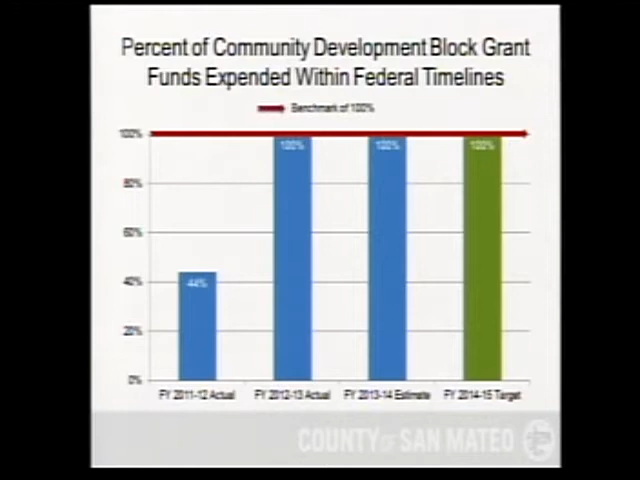 Percent of Community Development Block Grant
Funds Expended Within Federal Timelines
Benchmark of 100%
100%
80%
60%
40%
20%
0%
44%
100%
100%
100%
FY 2011-12 Actual
FY 2012-13 Actual
FY 2013-14 Estimate
FY 2014-15 Target
COUNTY OF SAN MATEO